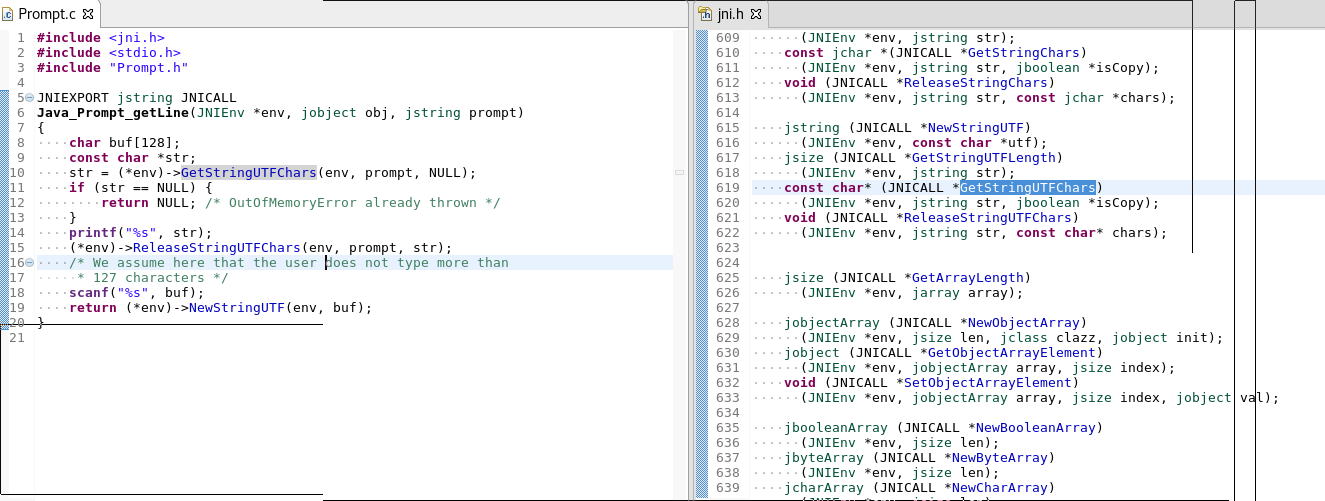 Prompt.c
1 #include <jni.h>
2 #include <stdio.h>
3 #include "Prompt.h"
4
5 JNIEXPORT jstring JNICALL
6 Java_Prompt_getLine(JNIEnv *env, jobject obj, jstring prompt)
7 {
8 ····char buf[128];
9 ····const char *str;
10 ····str = (*env)->GetStringUTFChars(env, prompt, NULL);
11 ····if (str == NULL) {
12 ········return NULL; /* OutOfMemoryError already thrown */
13 ····}
14 ····printf("%s", str);
15 ····(*env)->ReleaseStringUTFChars(env, prompt, str);
16 ····/* We assume here that the user does not type more than
17 ···· * 127 characters */
18 ····scanf("%s", buf);
19 ····return (*env)->NewStringUTF(env, buf);
20 }
21
jni.h
609 ······(JNIEnv *env, jstring str);
610 ····const jchar *(JNICALL *GetStringChars)
611 ······(JNIEnv *env, jstring str, jboolean *isCopy);
612 ····void (JNICALL *ReleaseStringChars)
613 ······(JNIEnv *env, jstring str, const jchar *chars);
614
615 ····jstring (JNICALL *NewStringUTF)
616 ······(JNIEnv *env, const char *utf);
617 ····jsize (JNICALL *GetStringUTFLength)
618 ······(JNIEnv *env, jstring str);
619 ····const char* (JNICALL *GetStringUTFChars)
620 ······(JNIEnv *env, jstring str, jboolean *isCopy);
621 ····void (JNICALL *ReleaseStringUTFChars)
622 ······(JNIEnv *env, jstring str, const char* chars);
623
624
625 ····jsize (JNICALL *GetArrayLength)
626 ······(JNIEnv *env, jarray array);
627
628 ····jobjectArray (JNICALL *NewObjectArray)
629 ······(JNIEnv *env, jsize len, jclass clazz, jobject init);
630 ····jobject (JNICALL *GetObjectArrayElement)
631 ······(JNIEnv *env, jobjectArray array, jsize index);
632 ····void (JNICALL *SetObjectArrayElement)
633 ······(JNIEnv *env, jobjectArray array, jsize index, jobject val);
634
635 ····jbooleanArray (JNICALL *NewBooleanArray)
636 ······(JNIEnv *env, jsize len);
637 ····jbyteArray (JNICALL *NewByteArray)
638 ······(JNIEnv *env, jsize len);
639 ····jcharArray (JNICALL *NewCharArray)